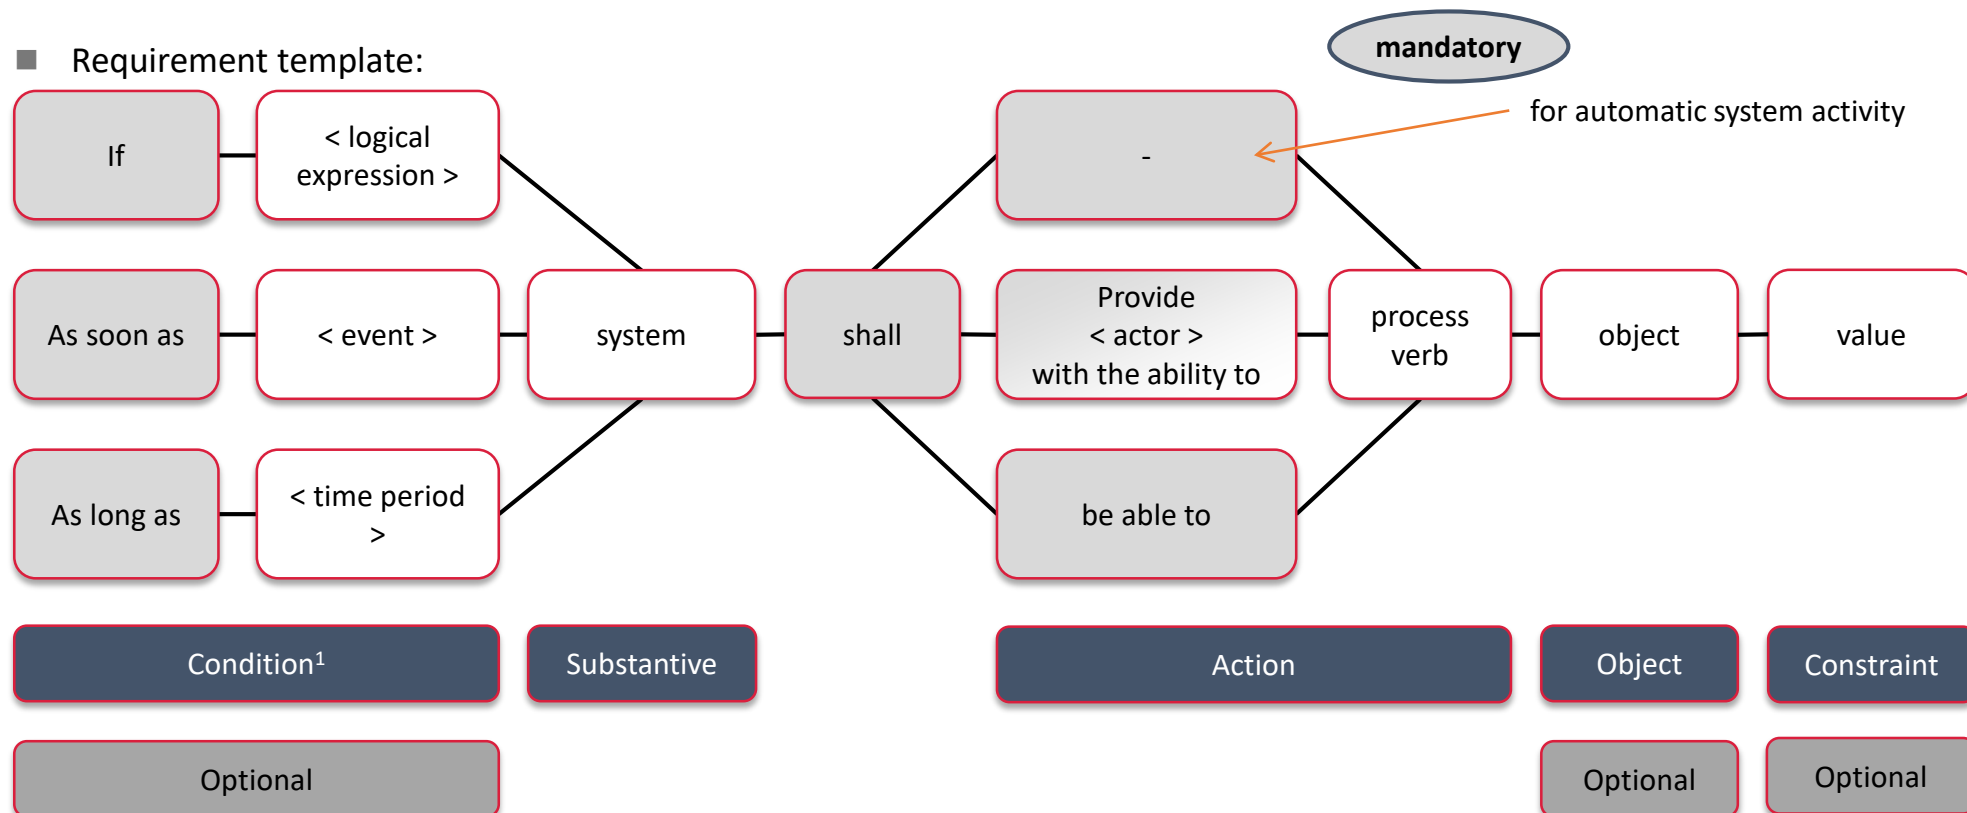 mandatory
Requirement template:
for automatic system activity
If
< logical
expression >
-
As soon as
< event >
system
shall
Provide
< actor >
with the ability to
process
verb
object
value
As long as
< time period
>
be able to
Condition¹
Substantive
Action
Object
Constraint
Optional
Optional
Optional